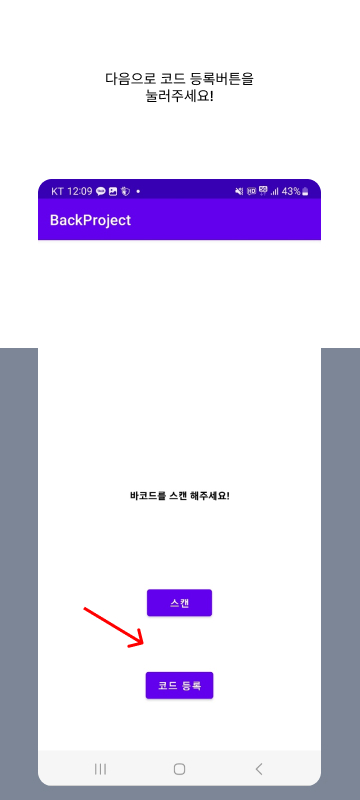 다음으로 코드 등록버튼을
눌러주세요!
KT 12:09 43%
BackProject
바코드를 스캔 해주세요!
스캔
코드 등록